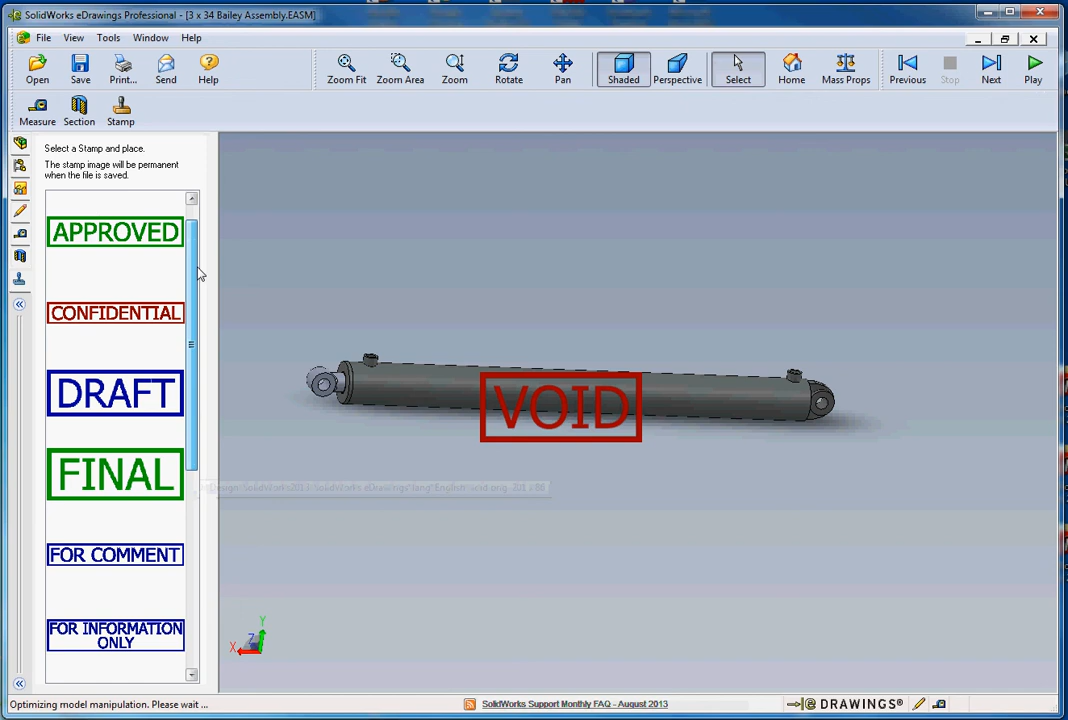 SolidWorks eDrawings Professional - [3 x 34 Bailey Assembly.EASM]
File View Tools Window Help
Open Save Print... Send Help Zoom Fit Zoom Area Zoom Rotate Pan Shaded Perspective Select Home Mass Props Previous Stop Next Play
Measure Section Stamp
Select a Stamp and place.
The stamp image will be permanent
when the file is saved.
APPROVED
CONFIDENTIAL
DRAFT
FINAL
FOR COMMENT
FOR INFORMATION
ONLY
VOID
Y
Z
X
Optimizing model manipulation. Please wait ...
SolidWorks Support Monthly FAQ - August 2013
@ DRAWINGS®